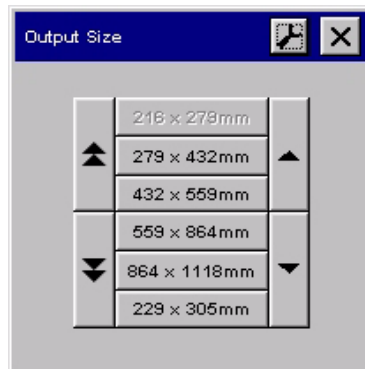 Output Size
216 x 279mm
279 x 432mm
432 x 559mm
559 x 864mm
864 x 1118mm
229 x 305mm